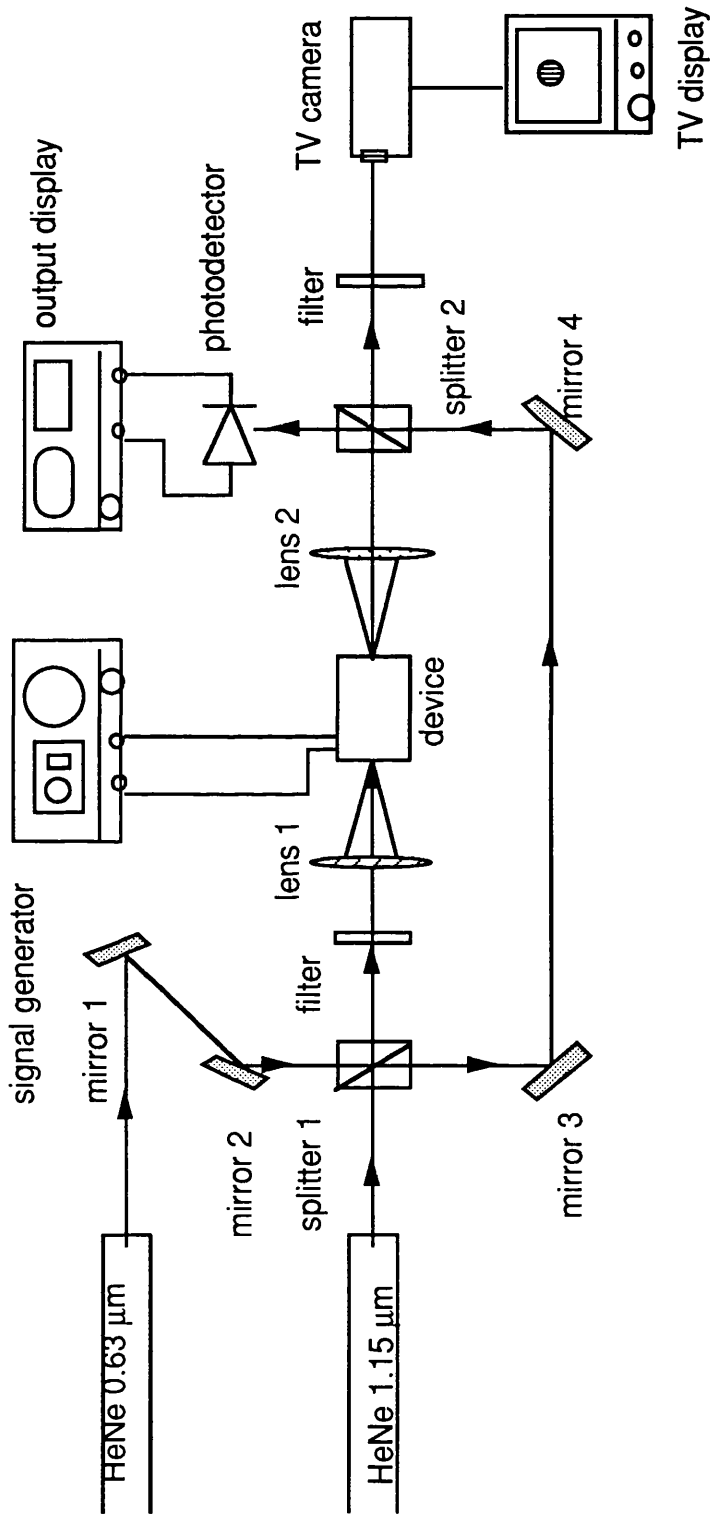 HeNe 0.63 μm
mirror 1
signal generator
output display
mirror 2
photodetector
HeNe 1.15 μm
splitter 1
filter
lens 1
device
lens 2
splitter 2
filter
TV camera
mirror 3
mirror 4
TV display